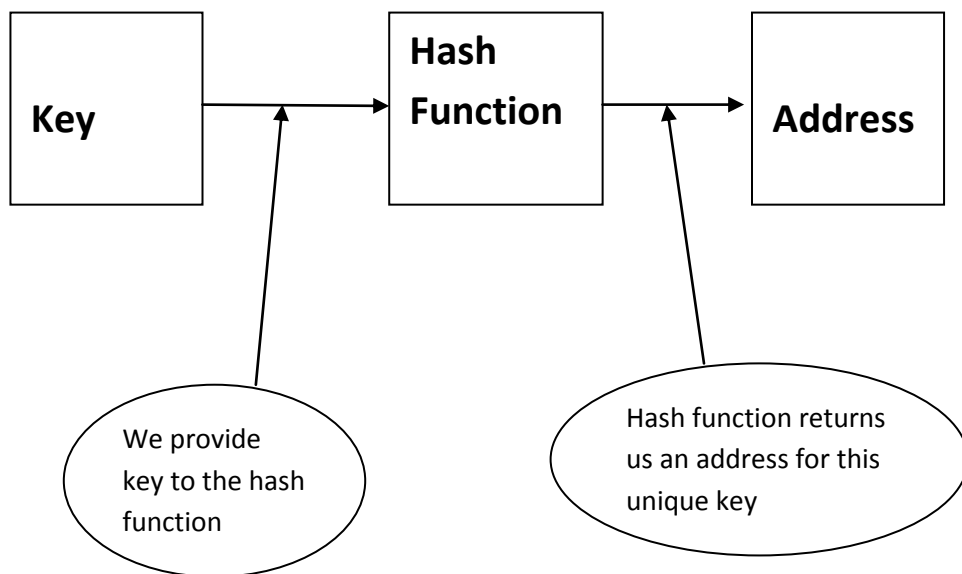 Key
Hash
Function
Address
We provide
key to the hash
function
Hash function returns
us an address for this
unique key